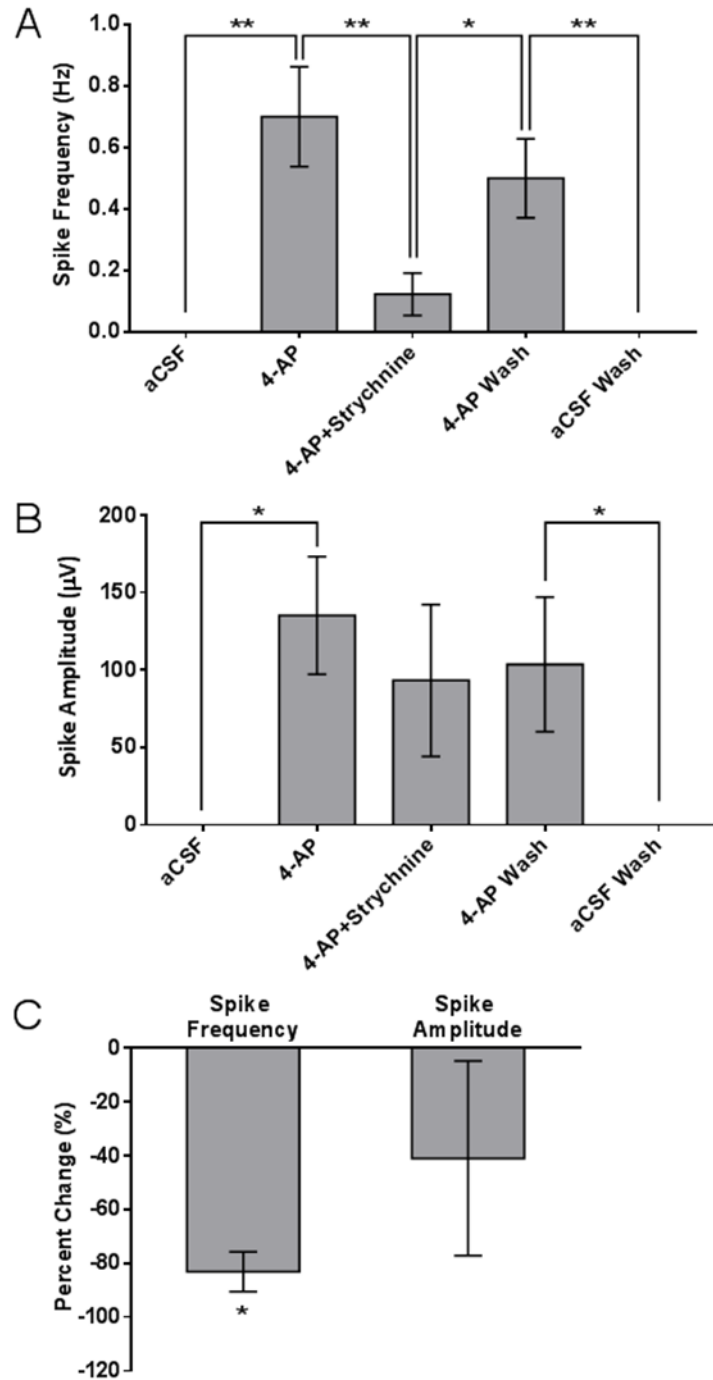 A
** ** * **
Spike Frequency (Hz)
1.0
0.8
0.6
0.4
0.2
0.0
aCSF
4-AP
4-AP+Strychnine
4-AP Wash
aCSF Wash
B
* *
Spike Amplitude (µV)
200
150
100
50
0
aCSF
4-AP
4-AP+Strychnine
4-AP Wash
aCSF Wash
C
Spike
Frequency
Spike
Amplitude
Percent Change (%)
0
-20
-40
-60
-80
-100
-120
*